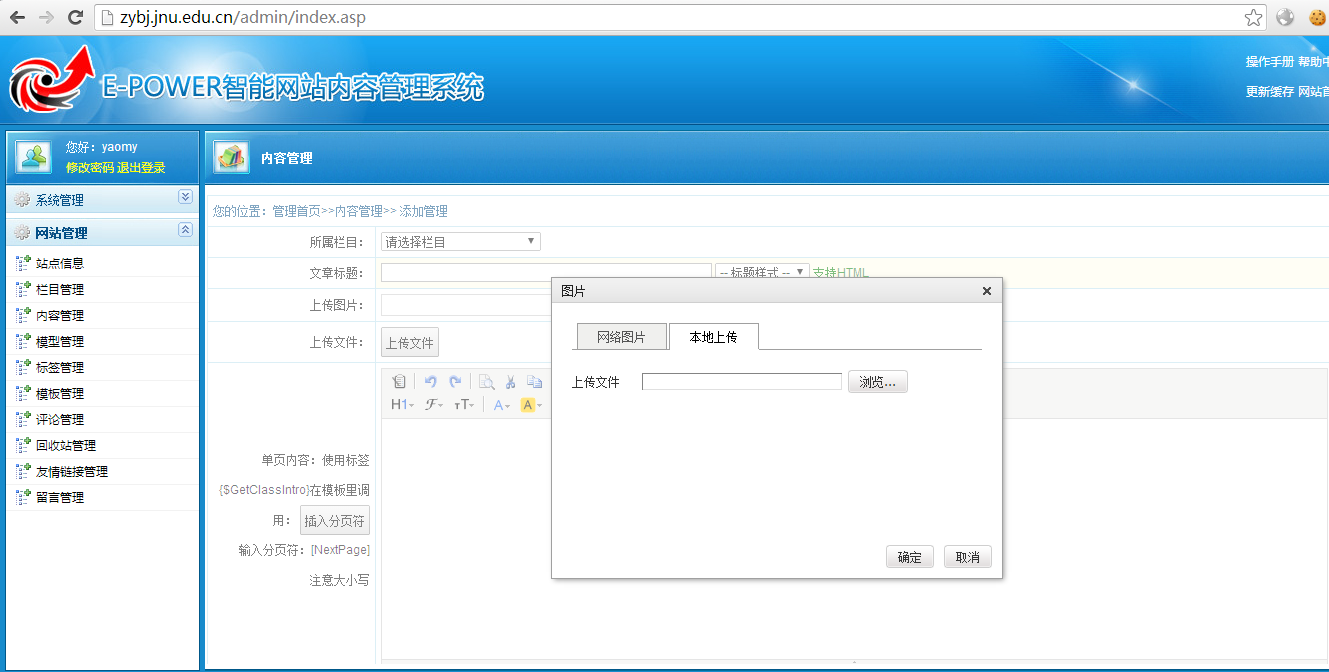 zybj.jnu.edu.cn/admin/index.asp
E-POWER智能网站内容管理系统
操作手册 帮助中
更新缓存 网站首
您好：yaomy
修改密码 退出登录
内容管理
系统管理
网站管理
站点信息
栏目管理
内容管理
模型管理
标签管理
模板管理
评论管理
回收站管理
友情链接管理
留言管理
您的位置：管理首页>>内容管理>> 添加管理
所属栏目： 请选择栏目
文章标题： -- 标题样式 -- 支持HTML
上传图片：
上传文件： 上传文件
H1 F TT A A
单页内容：使用标签
{$GetClassIntro}在模板里调
用： 插入分页符
输入分页符：[NextPage]
注意大小写
图片
网络图片 本地上传
上传文件 浏览...
确定 取消